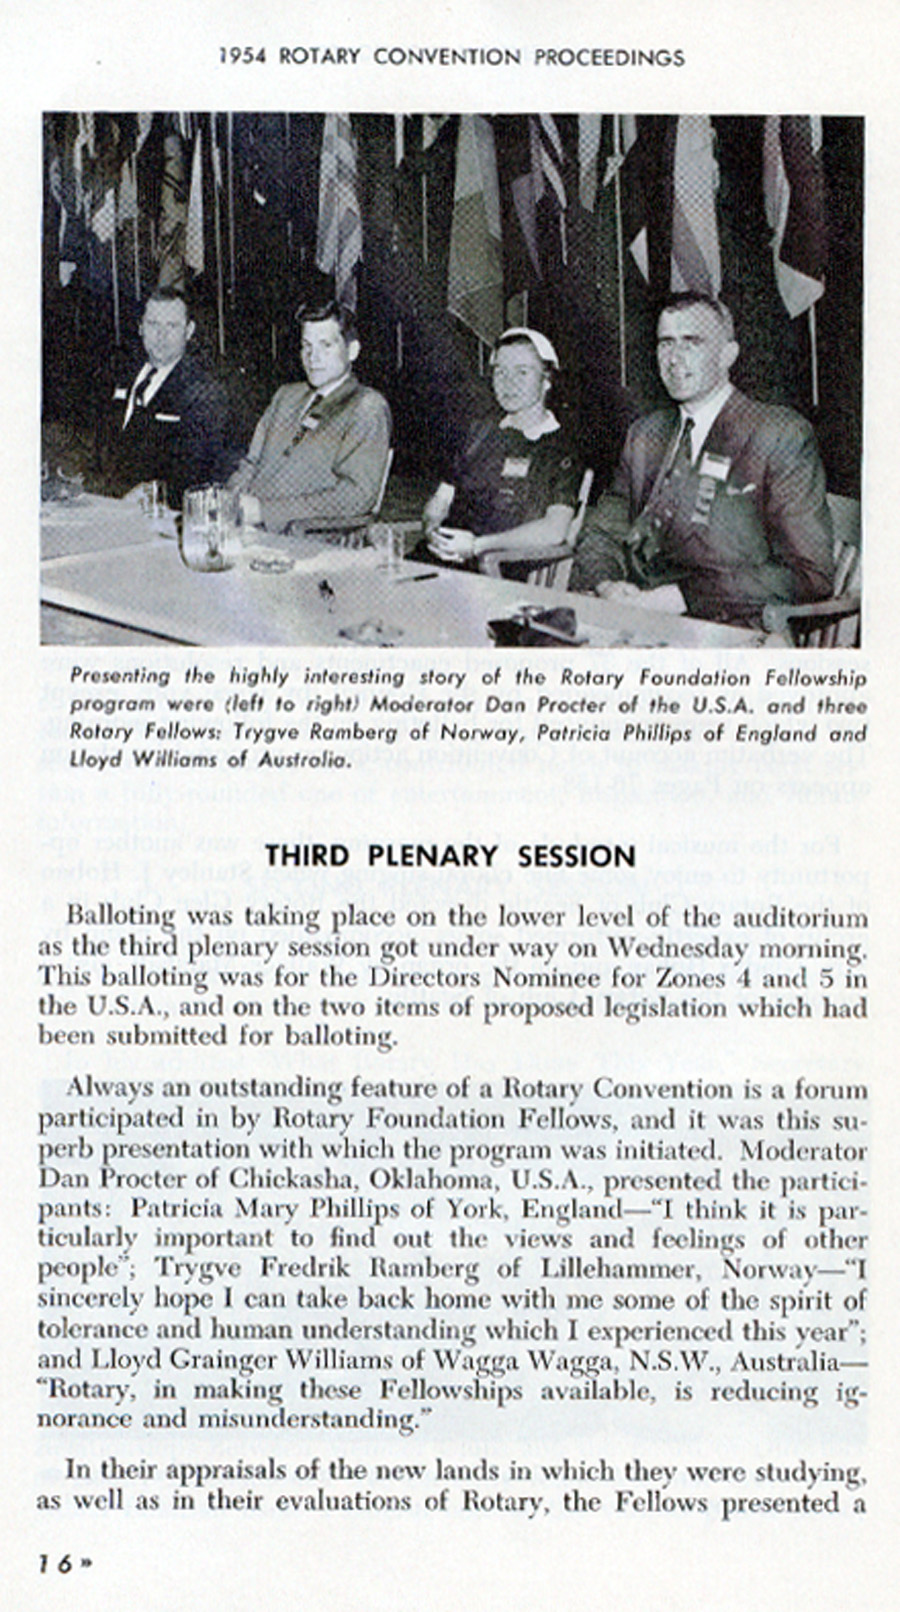 1954 ROTARY CONVENTION PROCEEDINGS
Presenting the highly interesting story of the Rotary Foundation Fellowship
program were (left to right) Moderator Dan Procter of the U.S.A. and three
Rotary Fellows: Trygve Ramberg of Norway, Patricia Phillips of England and
Lloyd Williams of Australia.
THIRD PLENARY SESSION
Balloting was taking place on the lower level of the auditorium
as the third plenary session got under way on Wednesday morning.
This balloting was for the Directors Nominee for Zones 4 and 5 in
the U.S.A., and on the two items of proposed legislation which had
been submitted for balloting.
Always an outstanding feature of a Rotary Convention is a forum
participated in by Rotary Foundation Fellows, and it was this su-
perb presentation with which the program was initiated. Moderator
Dan Procter of Chickasha, Oklahoma, U.S.A., presented the partici-
pants: Patricia Mary Phillips of York, England—“I think it is par-
ticularly important to find out the views and feelings of other
people”; Trygve Fredrik Ramberg of Lillehammer, Norway—“I
sincerely hope I can take back home with me some of the spirit of
tolerance and human understanding which I experienced this year”;
and Lloyd Grainger Williams of Wagga Wagga, N.S.W., Australia—
“Rotary, in making these Fellowships available, is reducing ig-
norance and misunderstanding.”
In their appraisals of the new lands in which they were studying,
as well as in their evaluations of Rotary, the Fellows presented a
16»